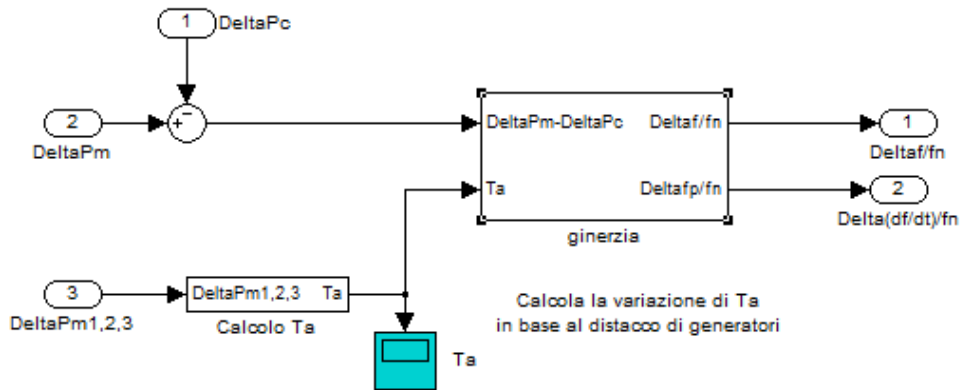 1 DeltaPc
2
DeltaPm
+ −
DeltaPm-DeltaPc Deltaf/fn
Ta Deltafp/fn
ginerzia
1
Deltaf/fn
2
Delta(df/dt)/fn
3
DeltaPm1,2,3
DeltaPm1,2,3 Ta
Calcolo Ta
Ta
Calcola la variazione di Ta
in base al distacco di generatori